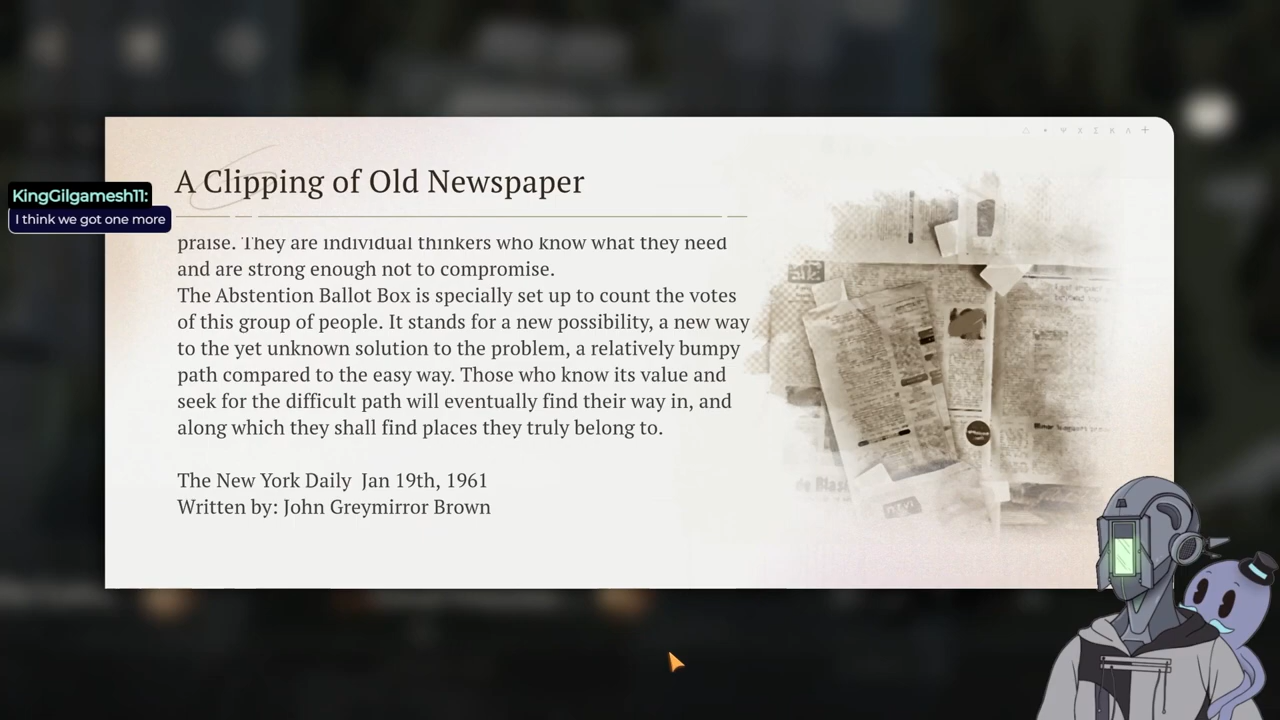 A Clipping of Old Newspaper
KingGilgamesh11:
I think we got one more
praise. They are individual thinkers who know what they need
and are strong enough not to compromise.
The Abstention Ballot Box is specially set up to count the votes
of this group of people. It stands for a new possibility, a new way
to the yet unknown solution to the problem, a relatively bumpy
path compared to the easy way. Those who know its value and
seek for the difficult path will eventually find their way in, and
along which they shall find places they truly belong to.
The New York Daily  Jan 19th, 1961
Written by: John Greymirror Brown